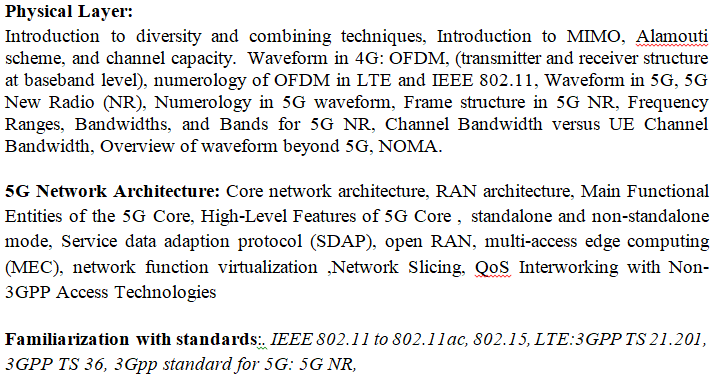 Physical Layer:
Introduction to diversity and combining techniques, Introduction to MIMO, Alamouti
scheme, and channel capacity. Waveform in 4G: OFDM, (transmitter and receiver structure
at baseband level), numerology of OFDM in LTE and IEEE 802.11, Waveform in 5G, 5G
New Radio (NR), Numerology in 5G waveform, Frame structure in 5G NR, Frequency
Ranges, Bandwidths, and Bands for 5G NR, Channel Bandwidth versus UE Channel
Bandwidth, Overview of waveform beyond 5G, NOMA.
5G Network Architecture: Core network architecture, RAN architecture, Main Functional
Entities of the 5G Core, High-Level Features of 5G Core , standalone and non-standalone
mode, Service data adaption protocol (SDAP), open RAN, multi-access edge computing
(MEC), network function virtualization ,Network Slicing, QoS Interworking with Non-
3GPP Access Technologies
Familiarization with standards:. IEEE 802.11 to 802.11ac, 802.15, LTE:3GPP TS 21.201,
3GPP TS 36, 3Gpp standard for 5G: 5G NR,